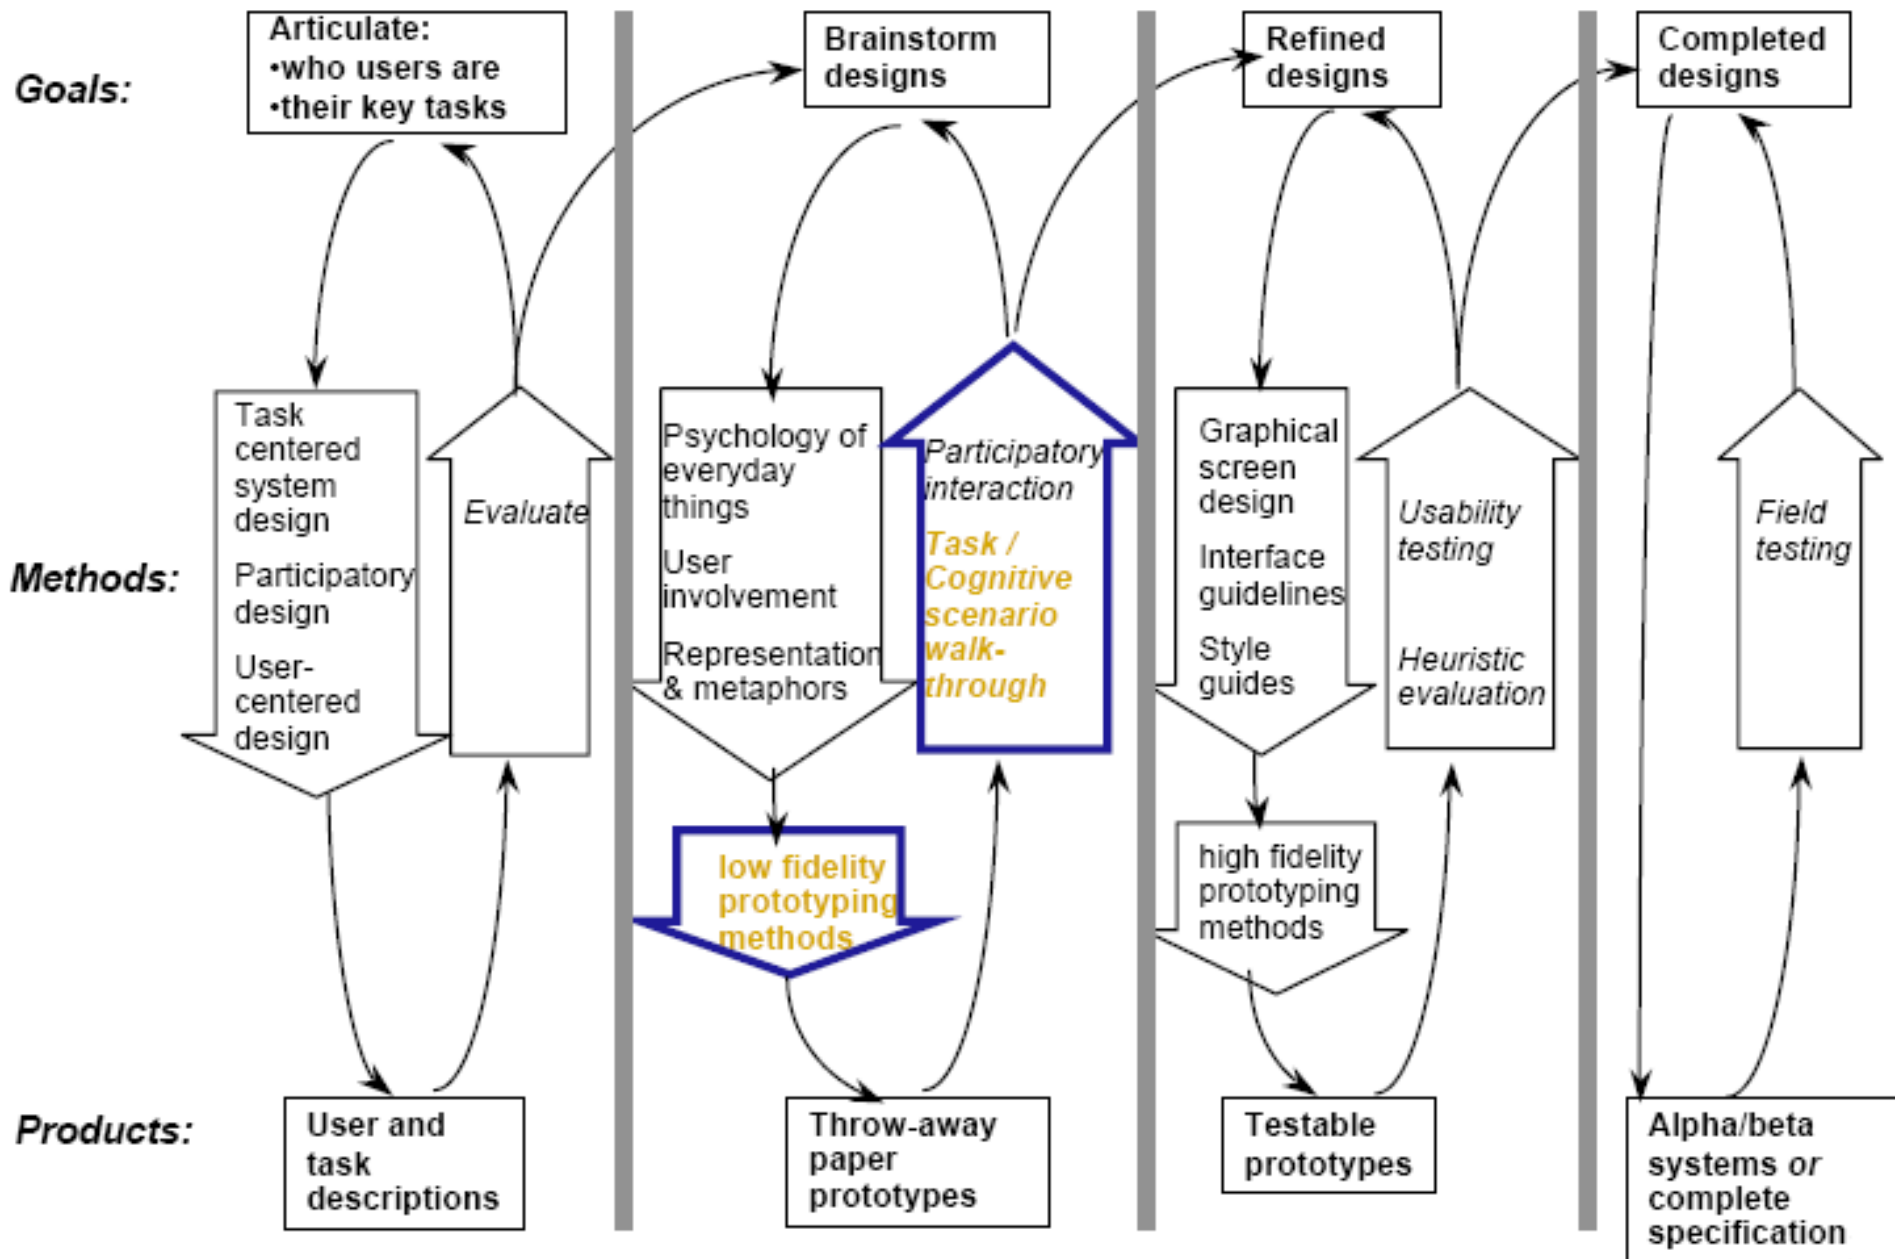 Goals:
Articulate:
•who users are
•their key tasks
Brainstorm
designs
Refined
designs
Completed
designs
Methods:
Task
centered
system
design
Participatory
design
User-
centered
design
Evaluate
Psychology of
everyday
things
User
involvement
Representation
& metaphors
Participatory
interaction
Task /
Cognitive
scenario
walk-
through
low fidelity
prototyping
methods
Graphical
screen
design
Interface
guidelines
Style
guides
Usability
testing
Heuristic
evaluation
high fidelity
prototyping
methods
Field
testing
Products:
User and
task
descriptions
Throw-away
paper
prototypes
Testable
prototypes
Alpha/beta
systems or
complete
specification